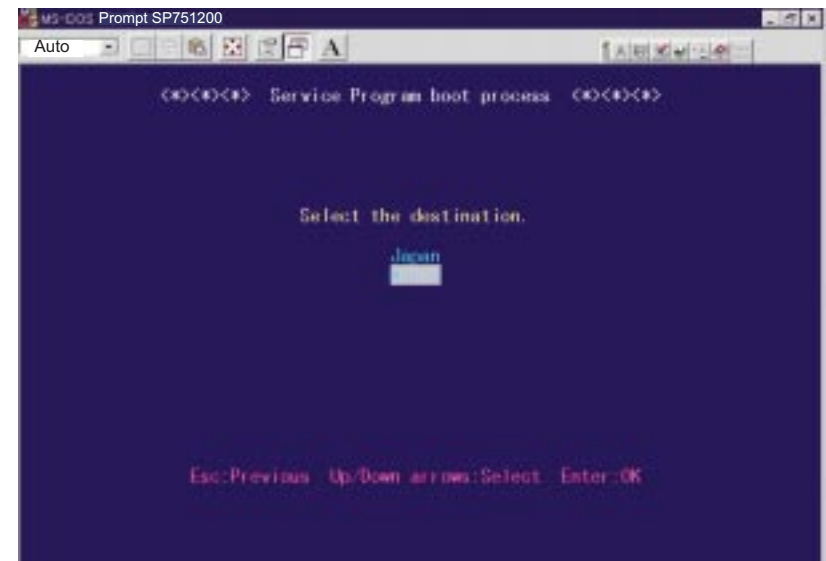 MS-DOS Prompt SP751200
Auto
A
<*><*><*> Service Program boot process <*><*><*>
Select the destination.
Japan
Esc:Previous Up/Down arrows:Select Enter:OK